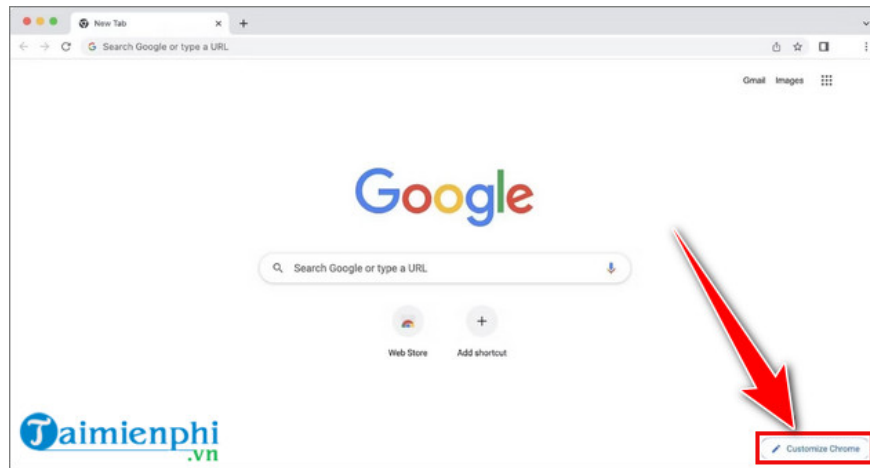 New Tab
Search Google or type a URL
Gmail Images
Google
Search Google or type a URL
Web Store Add shortcut
Taimienphi
.vn
Customize Chrome